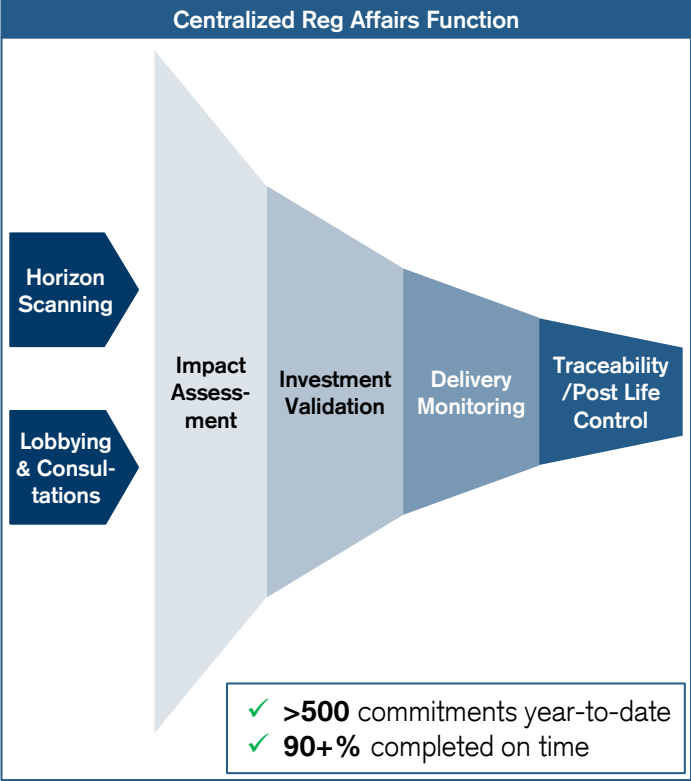 Centralized Reg Affairs Function
Horizon
Scanning
Lobbying
& Consul-
tations
Impact
Assess-
ment
Investment
Validation
Delivery
Monitoring
Traceability
/Post Life
Control
✓ >500 commitments year-to-date
✓ 90+% completed on time